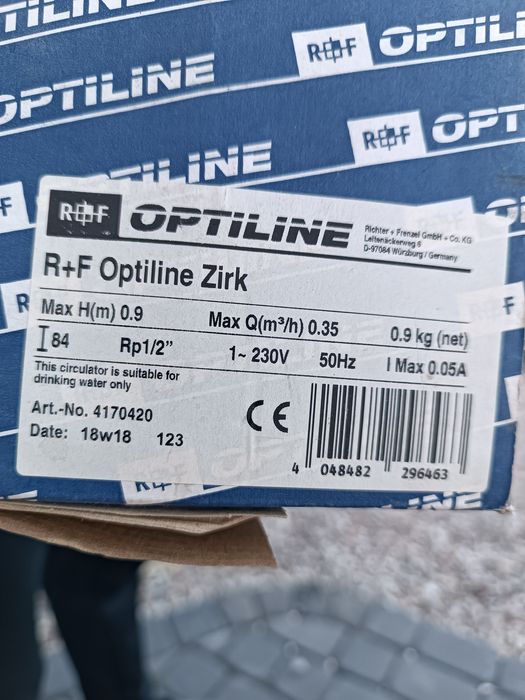 R+F OPTILINE
OPTILINE
R+F OPT
OPTILINE
R+F OPTILINE
Richter + Frenzel GmbH + Co. KG
Leitenäckerweg 6
D-97084 Würzburg / Germany
R+F Optiline Zirk
Max H(m) 0.9 Max Q(m³/h) 0.35 0.9 kg (net)
84 Rp1/2” 1~ 230V 50Hz I Max 0.05A
This circulator is suitable for
drinking water only
Art.-No. 4170420
Date: 18w18 123
CE
4 048482 296463